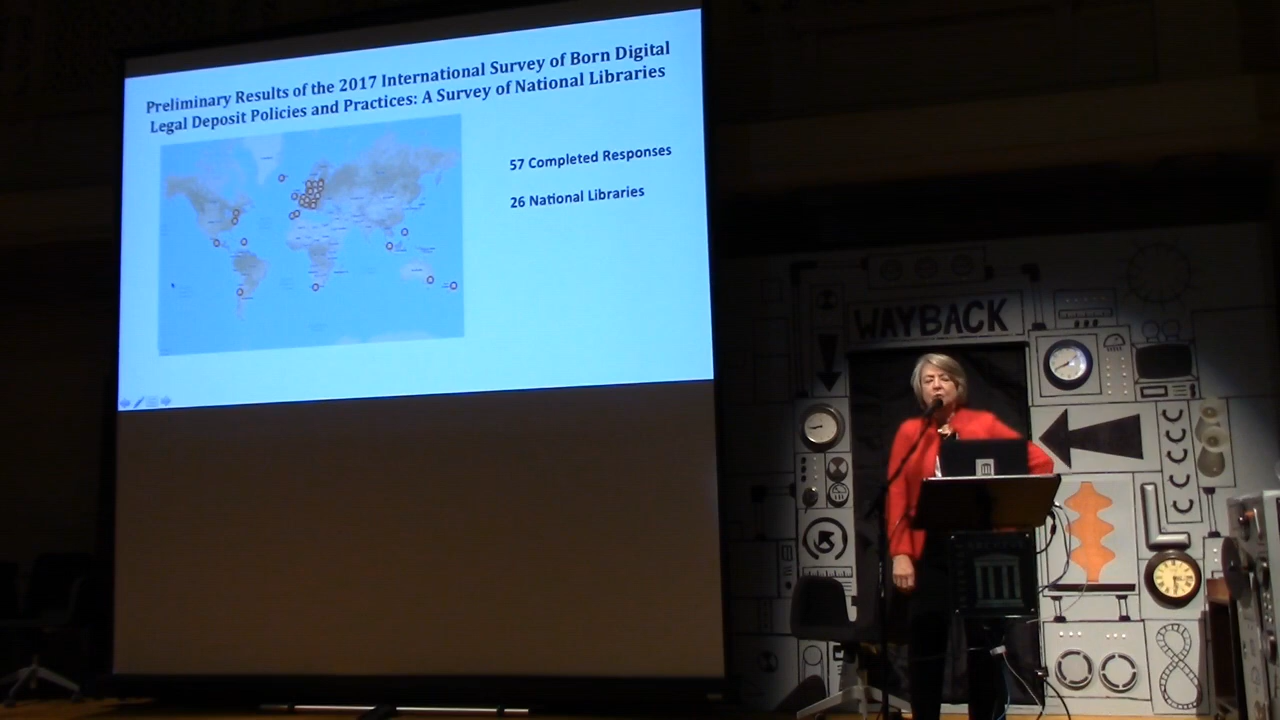 Preliminary Results of the 2017 International Survey of Born Digital
Legal Deposit Policies and Practices: A Survey of National Libraries
57 Completed Responses
26 National Libraries
WAYBACK